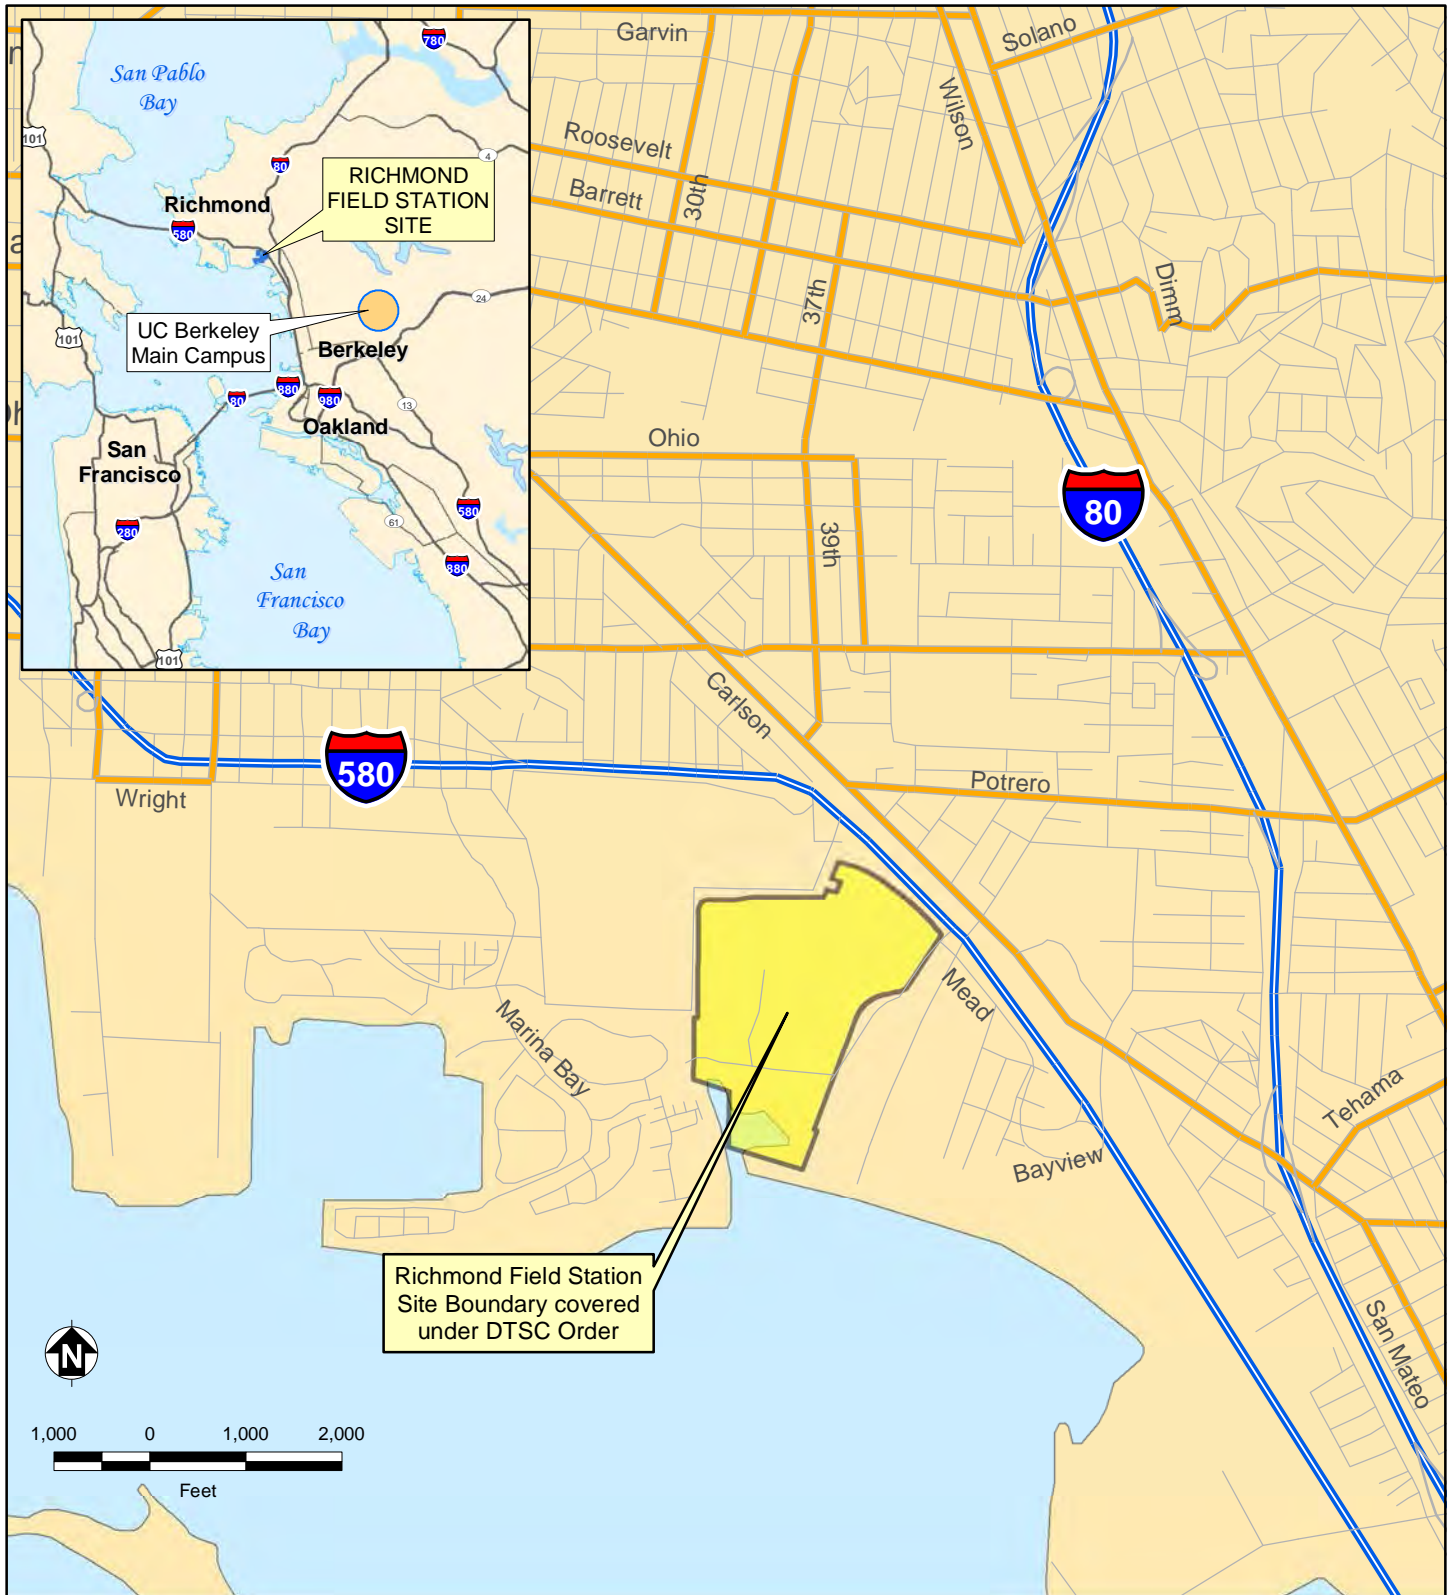 San Pablo
Bay
780
101
80
4
RICHMOND
FIELD STATION
SITE
Richmond
580
24
UC Berkeley
Main Campus
101
Berkeley
80
880
980
13
Oakland
San
Francisco
280
580
61
880
San
Francisco
Bay
101
Garvin
Solano
Wilson
Roosevelt
Barrett
30th
37th
Dimm
Ohio
39th
80
Carlson
580
Wright
Potrero
Mead
Marina Bay
Bayview
Tehama
San Mateo
Richmond Field Station
Site Boundary covered
under DTSC Order
N
1,000 0 1,000 2,000
Feet